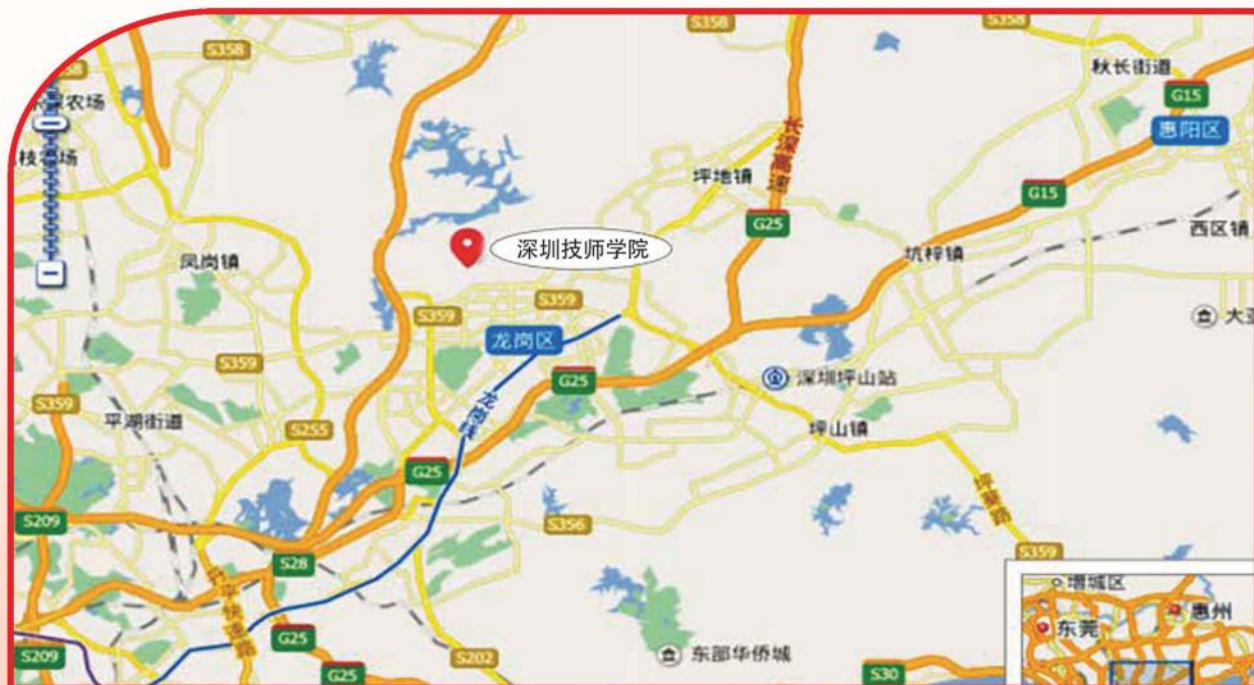 S358
S358
S358
秋长街道
G15
惠阳区
农场
长深高速
坪地镇
G15
G25
西区镇
深圳技师学院
凤岗镇
坑梓镇
S359
S359
龙岗区
S359
G25
深圳坪山站
S359
龙岗线
平湖街道
S255
坪山镇
G25
坪葵路
S209
S356
S28
S359
增城区
惠州
东莞
G25
S209
S202
东部华侨城
G25
S30